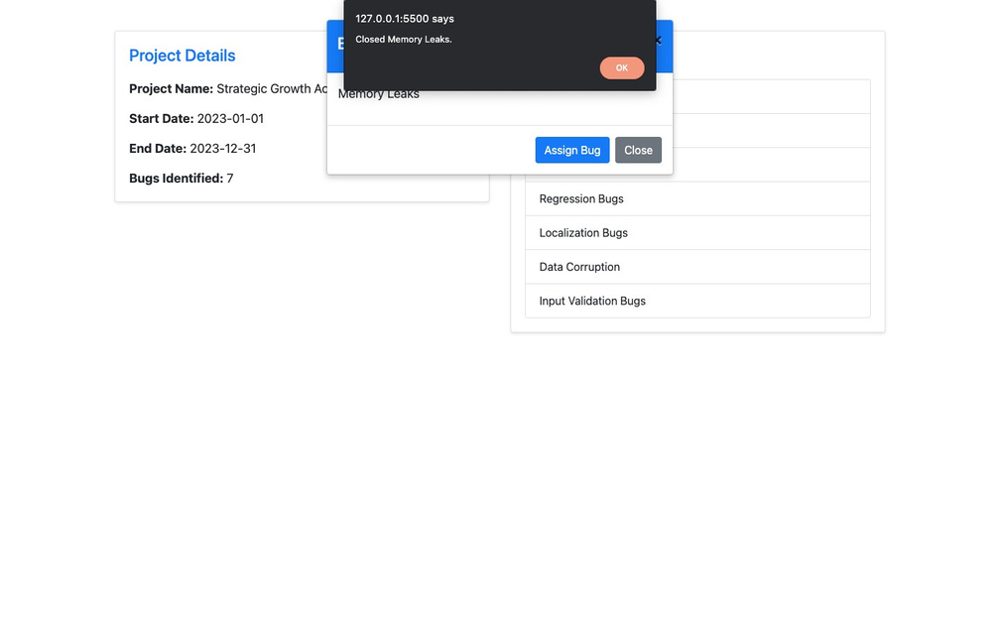 127.0.0.1:5500 says
Closed Memory Leaks.
OK
Memory Leaks
Assign Bug
Close
Project Details
Project Name: Strategic Growth
Start Date: 2023-01-01
End Date: 2023-12-31
Bugs Identified: 7
Regression Bugs
Localization Bugs
Data Corruption
Input Validation Bugs